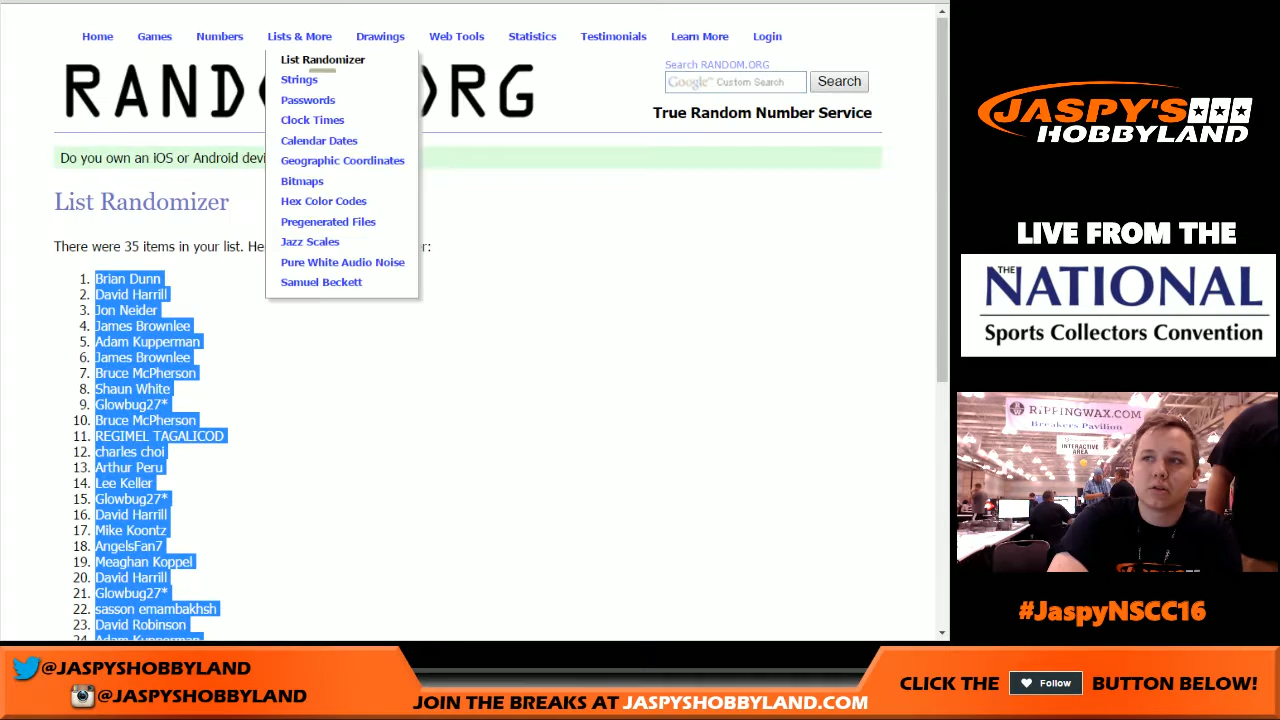 Home Games Numbers Lists & More Drawings Web Tools Statistics Testimonials Learn More Login
List Randomizer
Strings
Passwords
Clock Times
Calendar Dates
Geographic Coordinates
Bitmaps
Hex Color Codes
Pregenerated Files
Jazz Scales
Pure White Audio Noise
Samuel Beckett
RAND
ORG
Search RANDOM.ORG
Google™ Custom Search
Search
True Random Number Service
Do you own an iOS or Android devi
List Randomizer
There were 35 items in your list. He
r:
1. Brian Dunn
2. David Harrill
3. Jon Neider
4. James Brownlee
5. Adam Kupperman
6. James Brownlee
7. Bruce McPherson
8. Shaun White
9. Glowbug27*
10. Bruce McPherson
11. REGIMEL TAGALICOD
12. charles choi
13. Arthur Peru
14. Lee Keller
15. Glowbug27*
16. David Harrill
17. Mike Koontz
18. AngelsFan7
19. Meaghan Koppel
20. David Harrill
21. Glowbug27*
22. sasson emambakhsh
23. David Robinson
24. Adam Kupperman
JASPY'S
HOBBYLAND
LIVE FROM THE
THE
NATIONAL
Sports Collectors Convention
RIPPINGWAX.COM
Breakers Pavilion
INTERACTIVE
AREA
#JaspyNSCC16
@JASPYSHOBBYLAND
@JASPYSHOBBYLAND
JOIN THE BREAKS AT JASPYSHOBBYLAND.COM
CLICK THE Follow BUTTON BELOW!